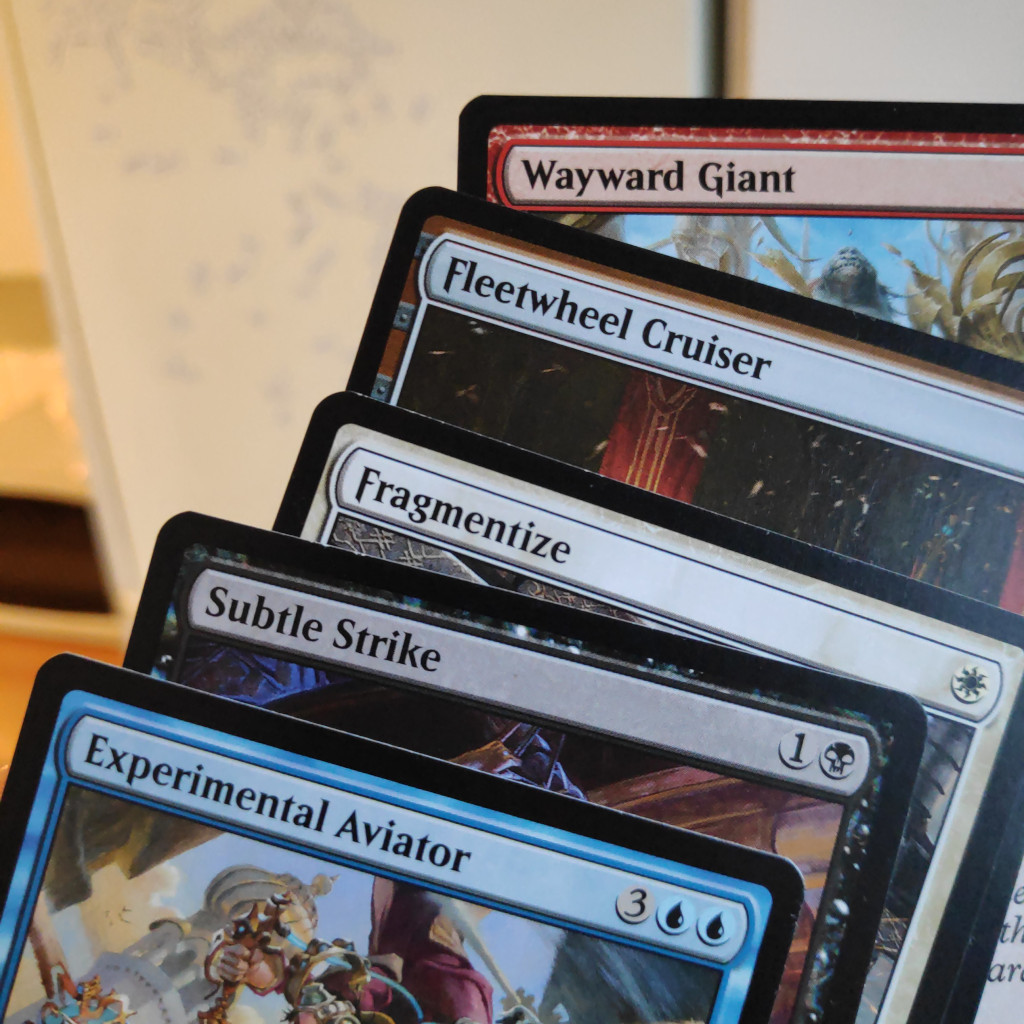 Wayward Giant
Fleetwheel Cruiser
Fragmentize
Subtle Strike
1
Experimental Aviator
3